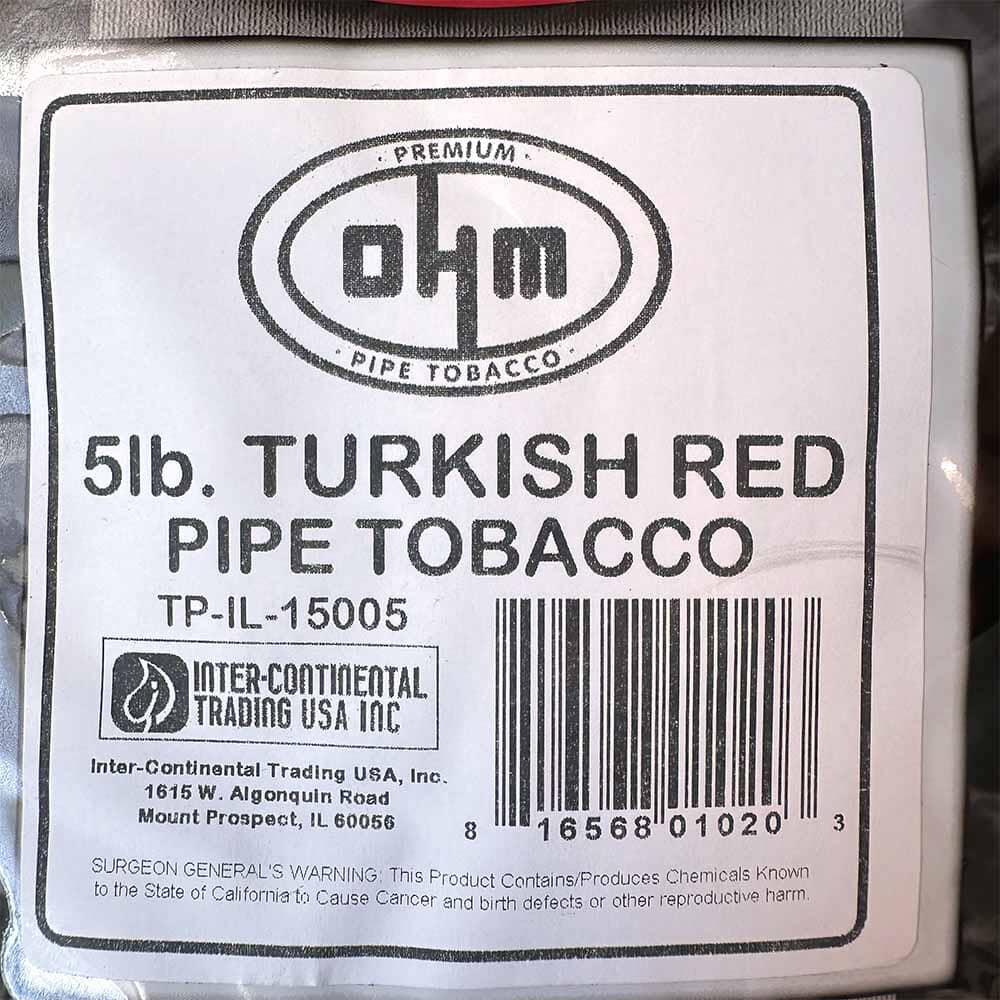 · PREMIUM ·
OHM
· PIPE TOBACCO ·
5lb. TURKISH RED
PIPE TOBACCO
TP-IL-15005
INTER-CONTINENTAL
TRADING USA INC
Inter-Continental Trading USA, Inc.
1615 W. Algonquin Road
Mount Prospect, IL 60056
8 16568 01020 3
SURGEON GENERAL'S WARNING: This Product Contains/Produces Chemicals Known
to the State of California to Cause Cancer and birth defects or other reproductive harm.